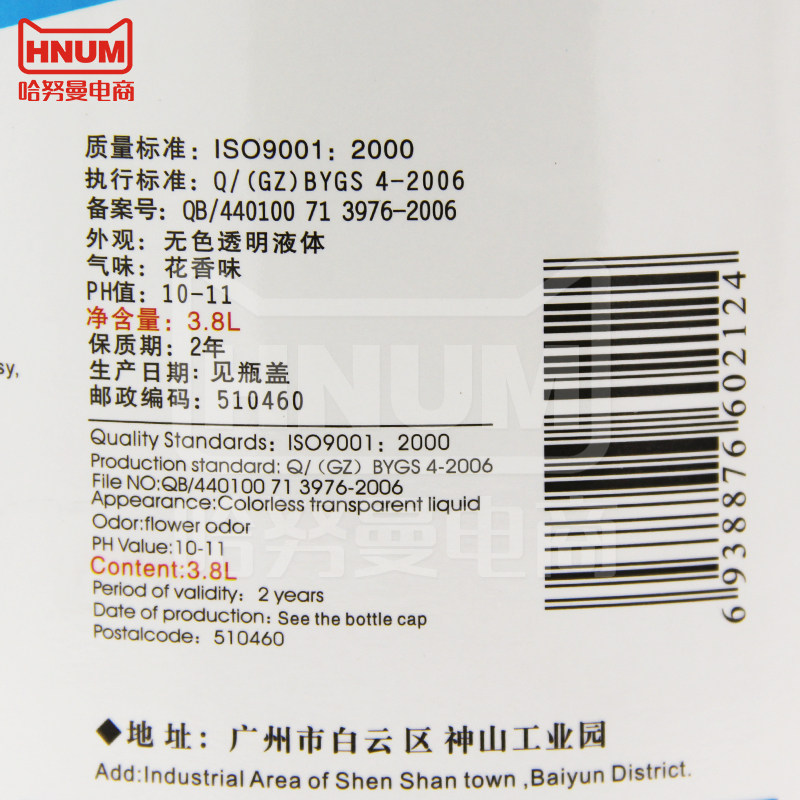 HNUM
哈努曼电商
质量标准：ISO9001：2000
执行标准：Q/(GZ)BYGS 4-2006
备案号：QB/440100 71 3976-2006
外观：无色透明液体
气味：花香味
PH值：10-11
净含量：3.8L
保质期：2年
生产日期：见瓶盖
邮政编码：510460
sy,
Quality Standards: ISO9001: 2000
Production standard: Q/（GZ）BYGS 4-2006
File NO:QB/440100 71 3976-2006
Appearance:Colorless transparent liquid
Odor:flower odor
PH Value:10-11
Content:3.8L
Period of validity: 2 years
Date of production: See the bottle cap
Postalcode: 510460
6938876602124
HNUM
哈努曼电商
◆地 址：广州市白云区神山工业园
Add:Industrial Area of Shen Shan town ,Baiyun District.